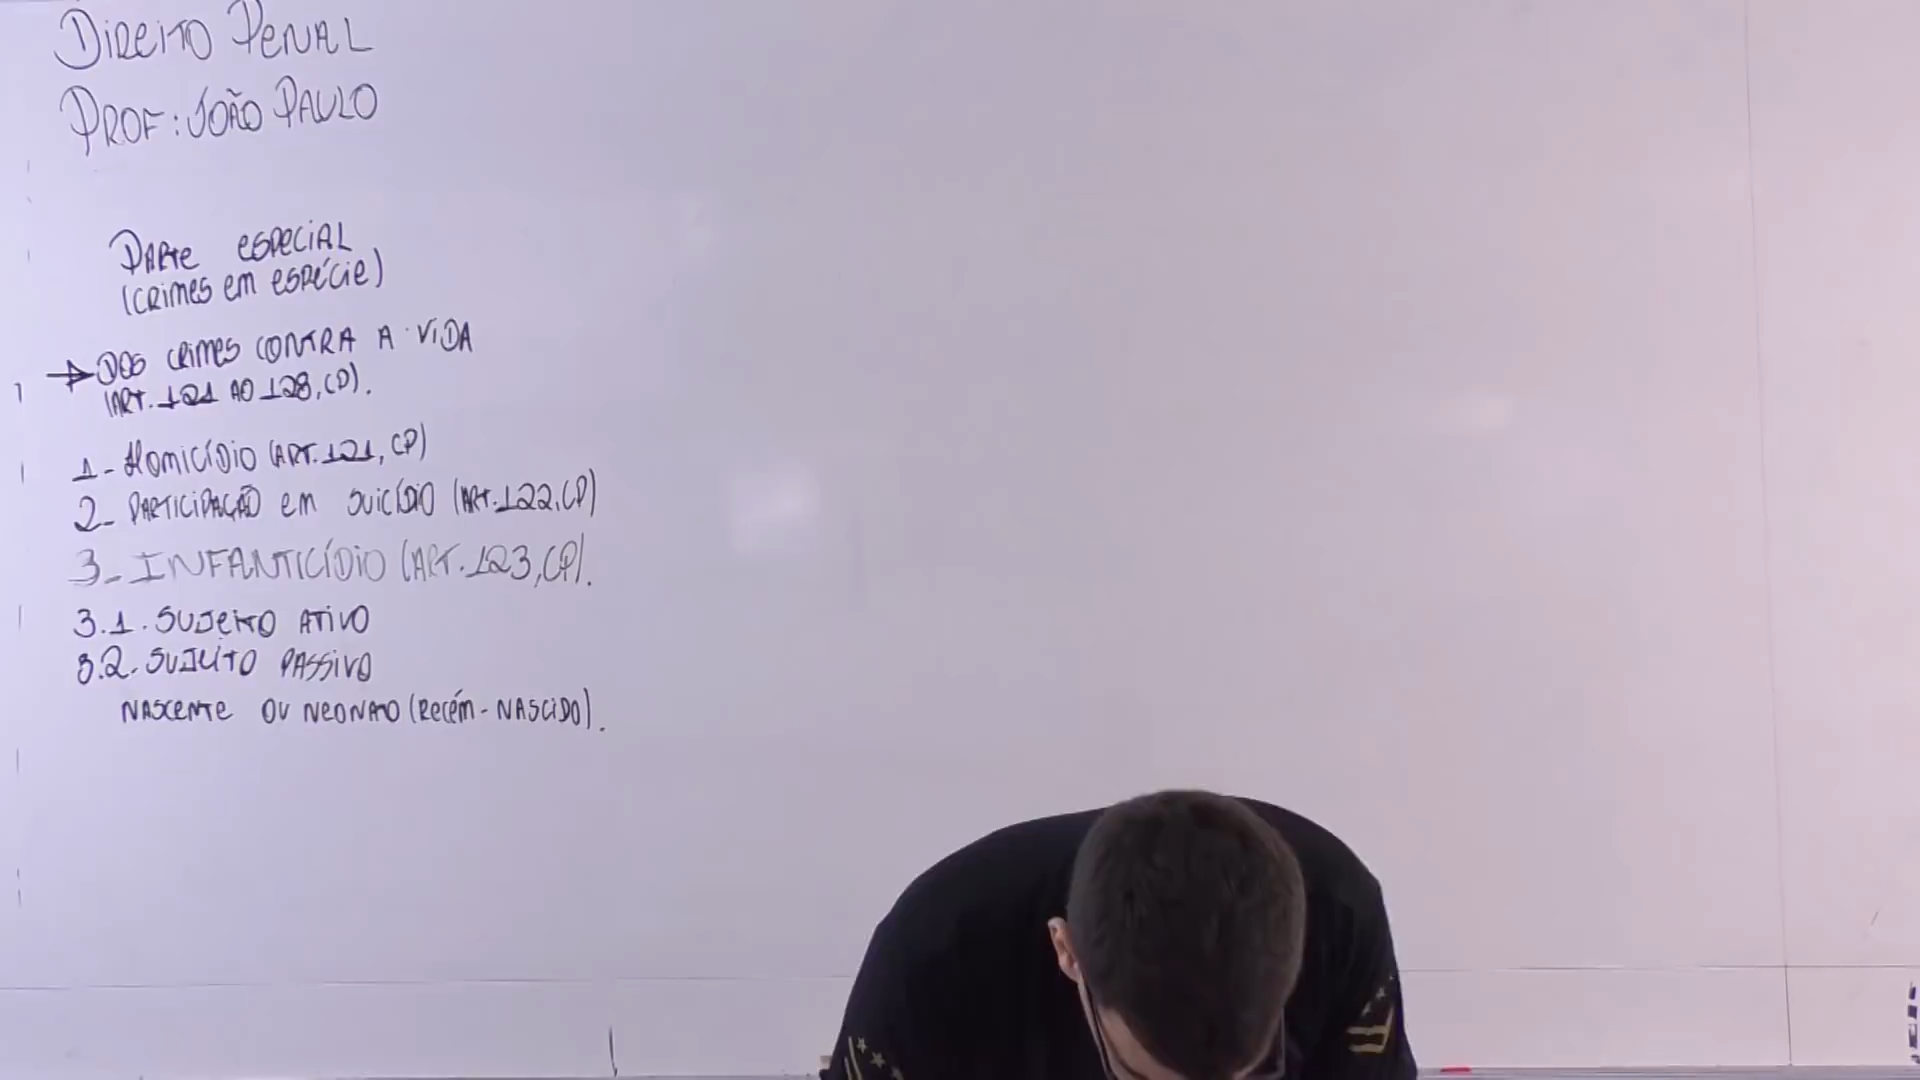 Direito Penal
Prof: João Paulo
Parte especial
(crimes em espécie)
→ Dos crimes contra a vida
(Art. 121 ao 128, CP).
1- Homicídio (Art. 121, CP)
2- Participação em suicídio (Art. 122, CP)
3- Infanticídio (Art. 123, CP).
3.1. Sujeito ativo
3.2. Sujeito passivo
Nascente ou neonato (recém-nascido).